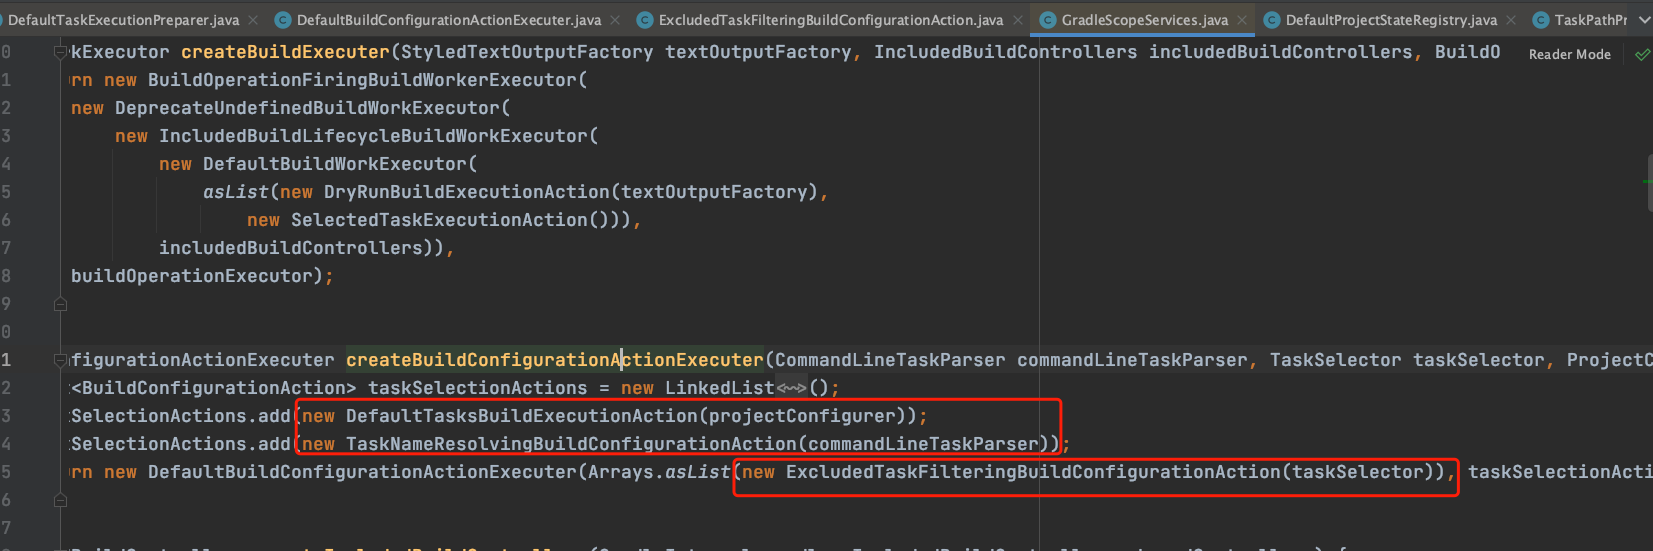 DefaultTaskExecutionPreparer.java DefaultBuildConfigurationActionExecuter.java ExcludedTaskFilteringBuildConfigurationAction.java GradleScopeServices.java DefaultProjectStateRegistry.java TaskPathPr
0 kExecutor createBuildExecuter(StyledTextOutputFactory textOutputFactory, IncludedBuildControllers includedBuildControllers, BuildO Reader Mode
1 rn new BuildOperationFiringBuildWorkerExecutor(
2 new DeprecateUndefinedBuildWorkExecutor(
3 new IncludedBuildLifecycleBuildWorkExecutor(
4 new DefaultBuildWorkExecutor(
5 asList(new DryRunBuildExecutionAction(textOutputFactory),
6 new SelectedTaskExecutionAction())),
7 includedBuildControllers)),
8 buildOperationExecutor);
9
0
1 figurationActionExecuter createBuildConfigurationActionExecuter(CommandLineTaskParser commandLineTaskParser, TaskSelector taskSelector, ProjectC
2 <BuildConfigurationAction> taskSelectionActions = new LinkedList<~>();
3 SelectionActions.add(new DefaultTasksBuildExecutionAction(projectConfigurer));
4 SelectionActions.add(new TaskNameResolvingBuildConfigurationAction(commandLineTaskParser));
5 rn new DefaultBuildConfigurationActionExecuter(Arrays.asList(new ExcludedTaskFilteringBuildConfigurationAction(taskSelector)), taskSelectionActi
6
7